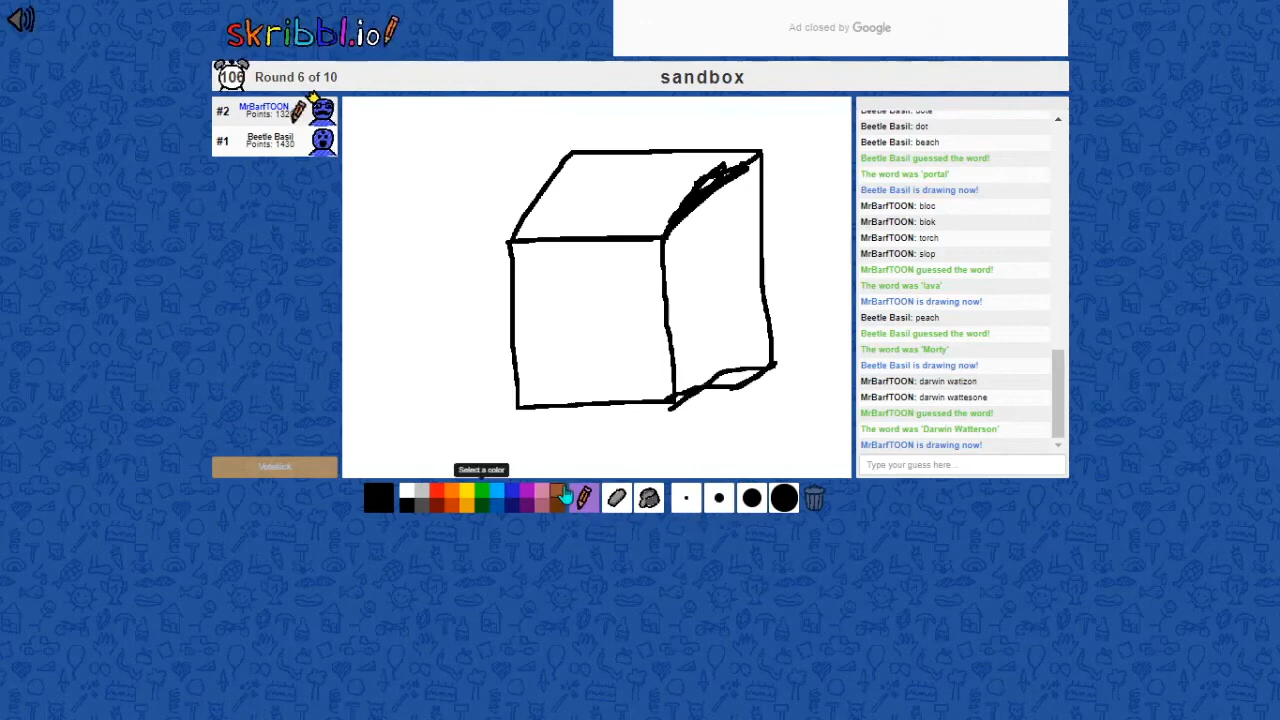 skribbl.io
Ad closed by Google
106
Round 6 of 10
sandbox
#2
MrBarfTOON
Points: 1320
#1
Beetle Basil
Points: 1430
Beetle Basil: dot
Beetle Basil: beach
Beetle Basil guessed the word!
The word was 'portal'
Beetle Basil is drawing now!
MrBarfTOON: bloc
MrBarfTOON: blok
MrBarfTOON: torch
MrBarfTOON: slop
MrBarfTOON guessed the word!
The word was 'lava'
MrBarfTOON is drawing now!
Beetle Basil: peach
Beetle Basil guessed the word!
The word was 'Morty'
Beetle Basil is drawing now!
MrBarfTOON: darwin watizon
MrBarfTOON: darwin wattesone
MrBarfTOON guessed the word!
The word was 'Darwin Watterson'
MrBarfTOON is drawing now!
Type your guess here...
Votekick
Select a color